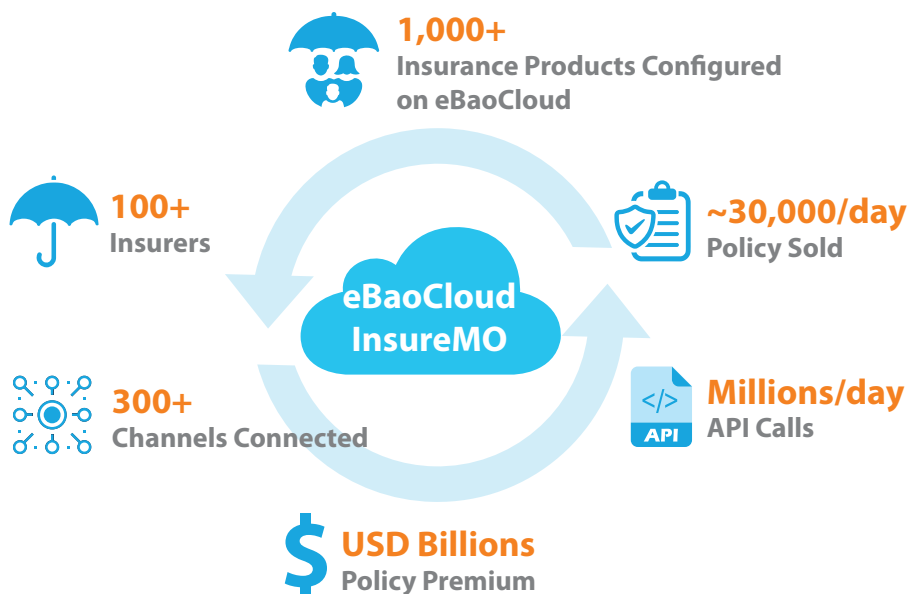 1,000+
Insurance Products Configured
on eBaoCloud
100+
Insurers
~30,000/day
Policy Sold
eBaoCloud
InsureMO
300+
Channels Connected
</>
API
Millions/day
API Calls
$
USD Billions
Policy Premium